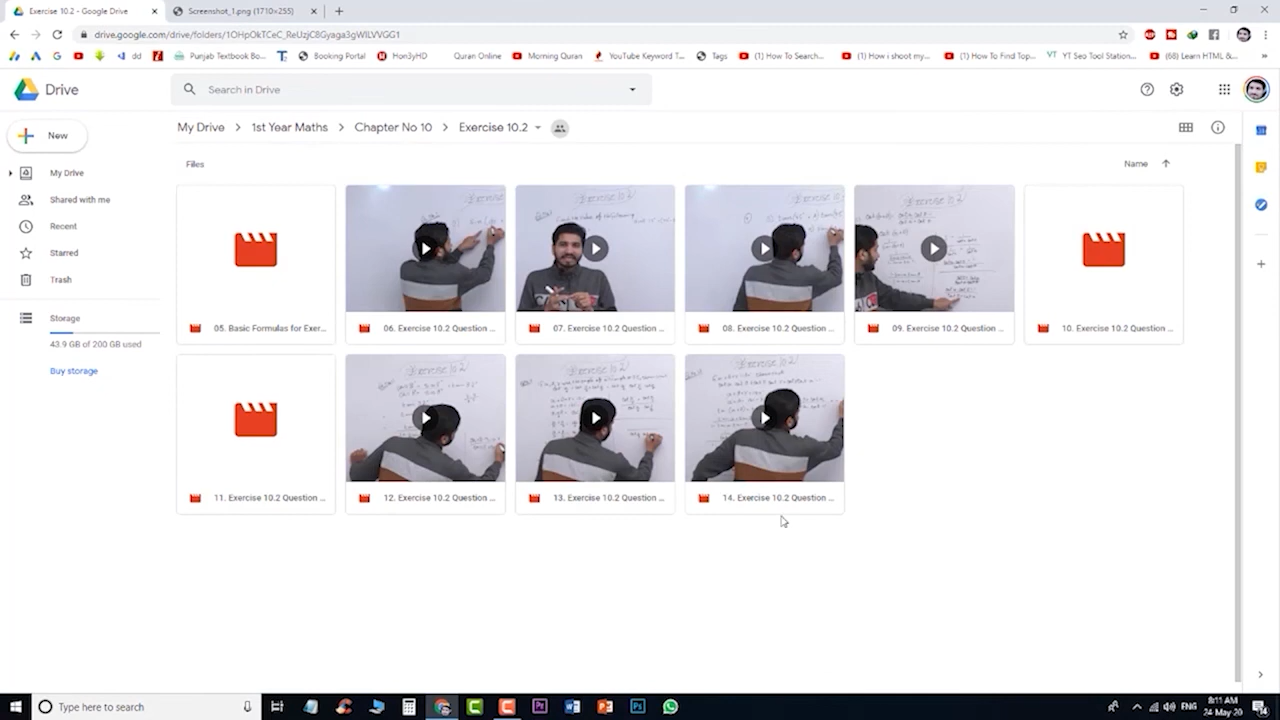 Exercise 10.2 - Google Drive
Screenshot_1.png (1710×255)
drive.google.com/drive/folders/1OHpOkTCeC_ReUzjC8Gyaga3gWILVVGG1
dd
Punjab Textbook Bo...
Booking Portal
Hon3yHD
Quran Online
Morning Quran
YouTube Keyword T...
Tags
(1) How To Search...
(1) How i shoot my...
(1) How To Find Top...
YT Seo Tool Station...
(68) Learn HTML &...
Drive
Search in Drive
New
My Drive
1st Year Maths
Chapter No 10
Exercise 10.2
My Drive
Shared with me
Recent
Starred
Trash
Storage
43.9 GB of 200 GB used
Buy storage
Files
Name
05. Basic Formulas for Exer...
06. Exercise 10.2 Question ...
07. Exercise 10.2 Question ...
08. Exercise 10.2 Question ...
09. Exercise 10.2 Question ...
10. Exercise 10.2 Question ...
11. Exercise 10.2 Question ...
12. Exercise 10.2 Question ...
13. Exercise 10.2 Question ...
14. Exercise 10.2 Question ...
Type here to search
ENG
8:11 AM
24-May-20